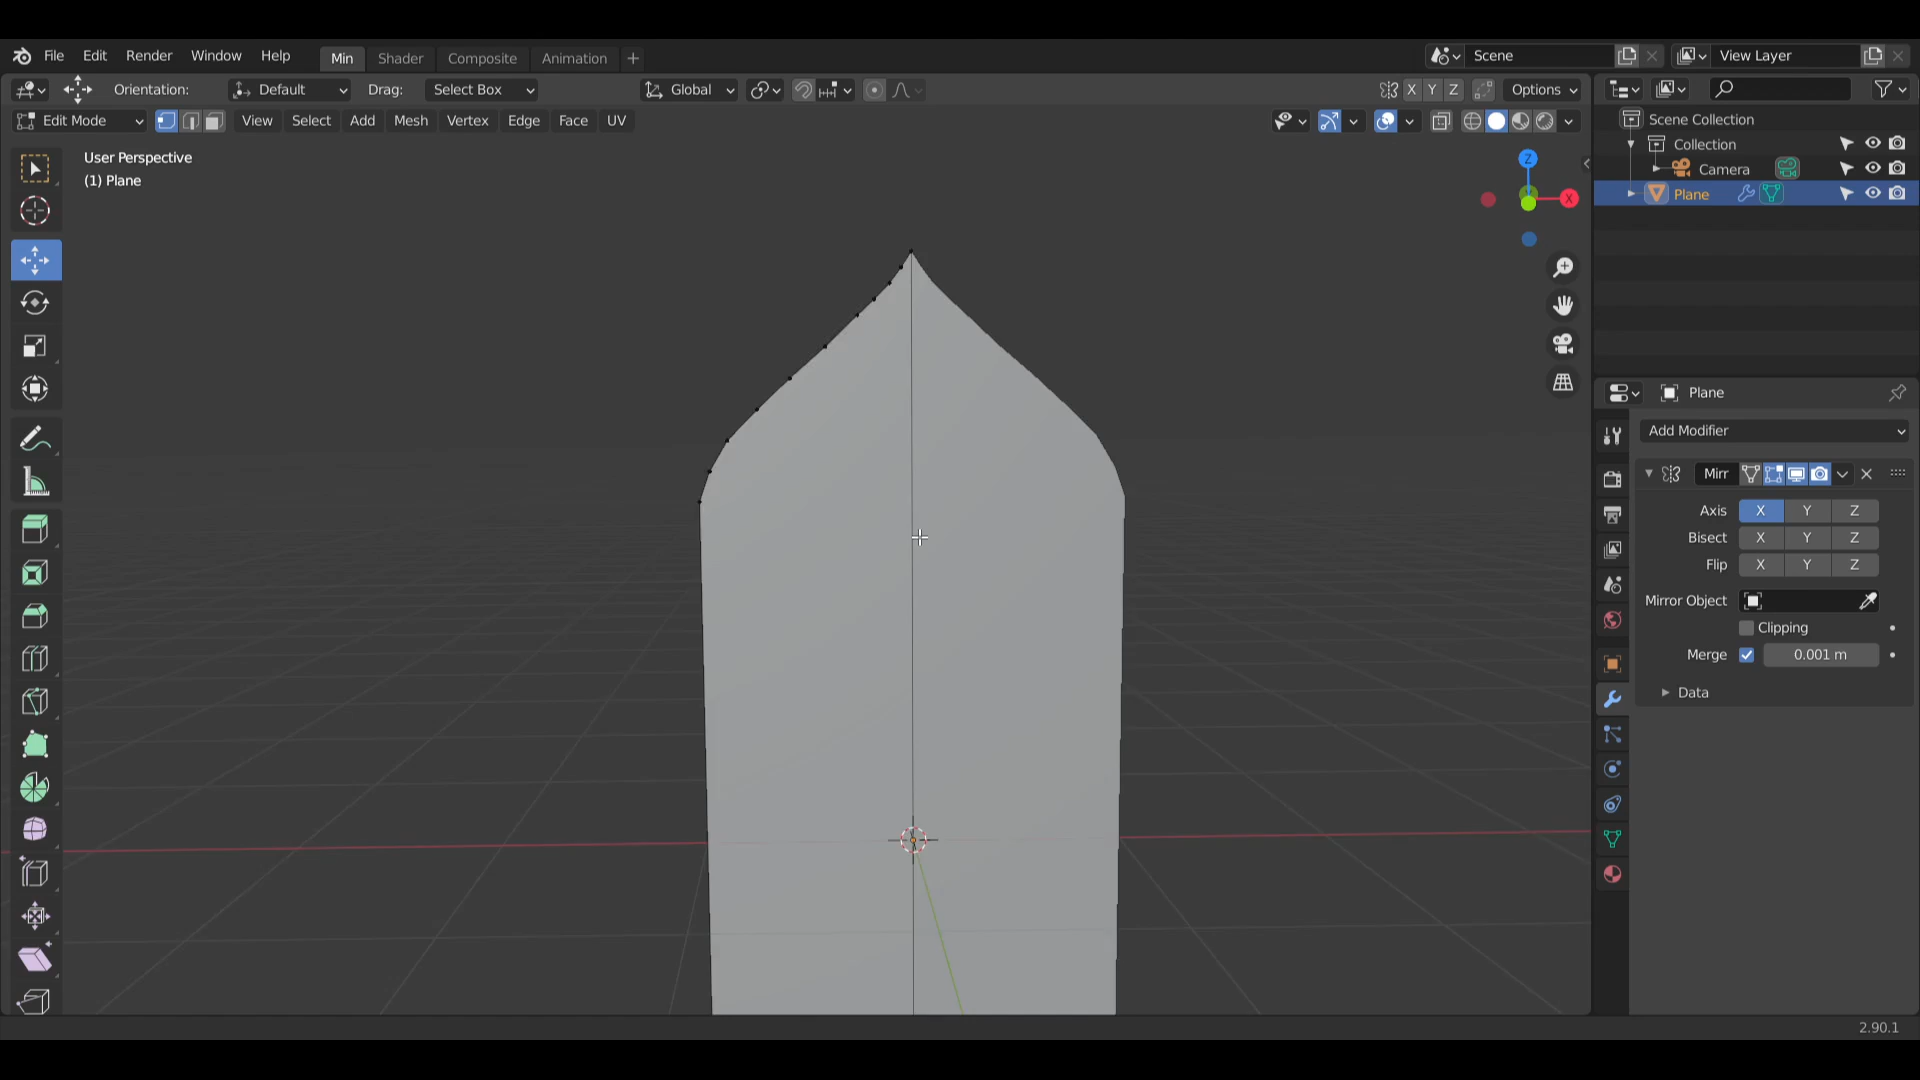 File Edit Render Window Help Min Shader Composite Animation + Scene View Layer
Orientation: Default Drag: Select Box Global X Y Z Options
Edit Mode View Select Add Mesh Vertex Edge Face UV
User Perspective
(1) Plane
Z
X
Scene Collection
Collection
Camera
Plane
Plane
Add Modifier
Mirr
Axis X Y Z
Bisect X Y Z
Flip X Y Z
Mirror Object
Clipping
Merge 0.001 m
Data
2.90.1